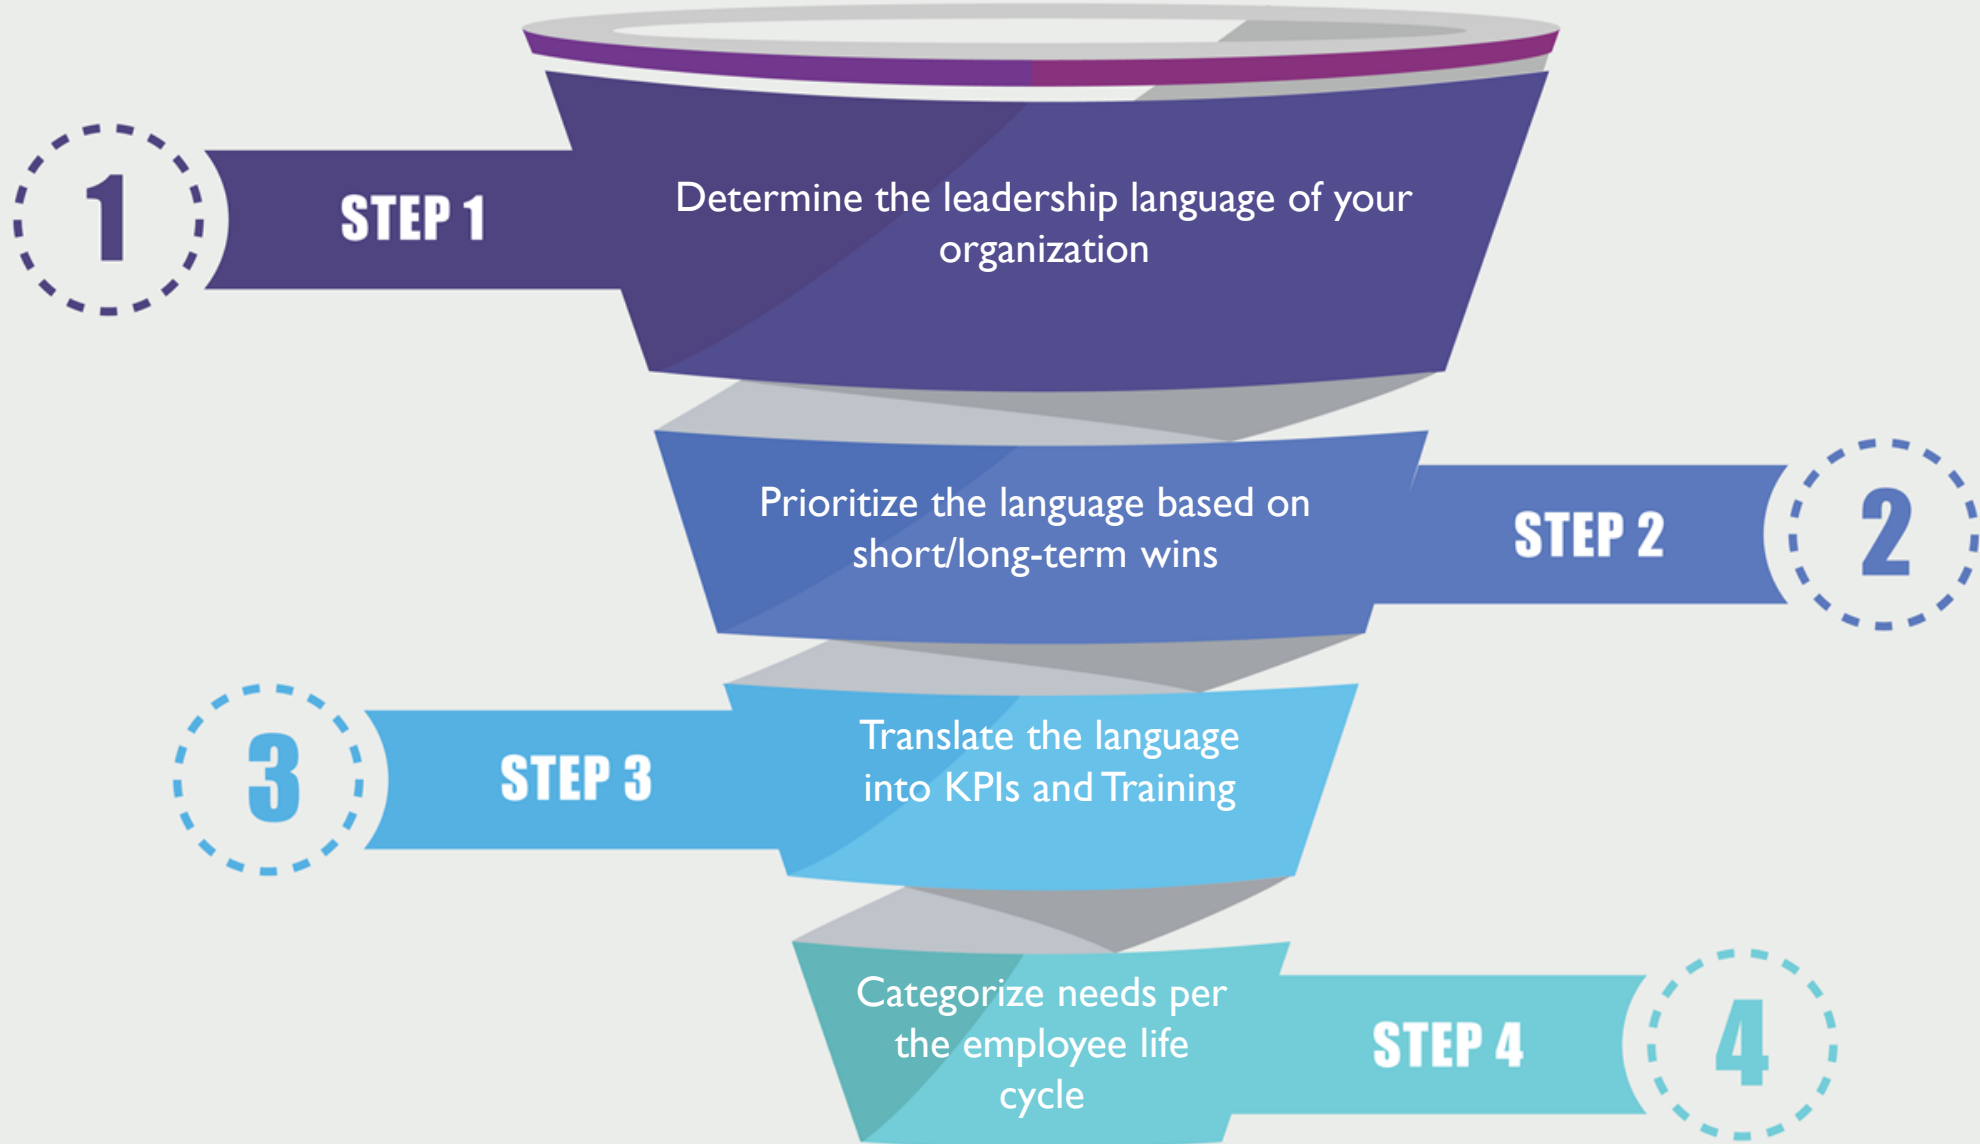 1
STEP 1
Determine the leadership language of your
organization
Prioritize the language based on
short/long-term wins
STEP 2
2
3
STEP 3
Translate the language
into KPIs and Training
Categorize needs per
the employee life
cycle
STEP 4
4